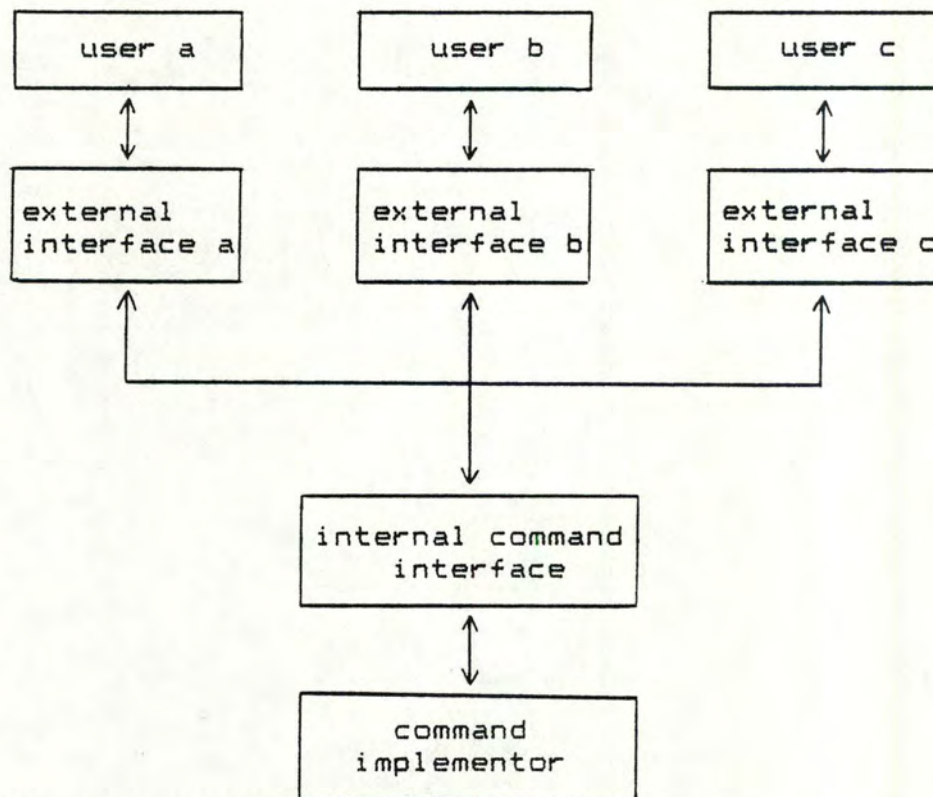 user a
user b
user c
external
interface a
external
interface b
external
interface c
internal command
interface
command
implementor